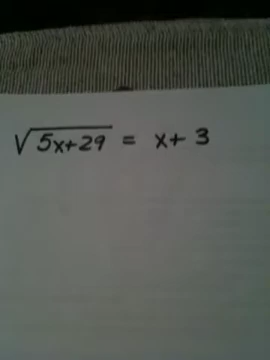 √5x+29 = x+3